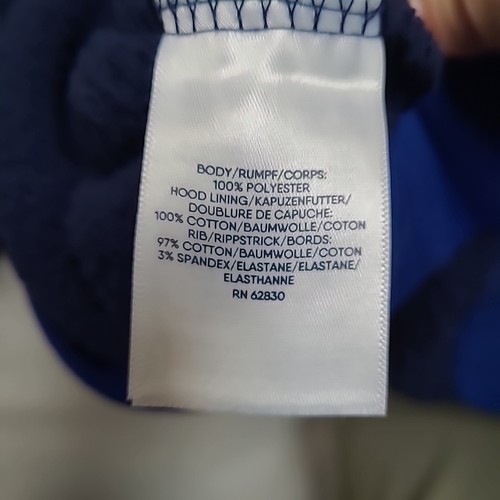 BODY/RUMPF/CORPS:
100% POLYESTER
HOOD LINING/KAPUZENFUTTER/
DOUBLURE DE CAPUCHE:
100% COTTON/BAUMWOLLE/COTON
RIB/RIPPSTRICK/BORDS:
97% COTTON/BAUMWOLLE/COTON
3% SPANDEX/ELASTANE/ELASTANE/
ELASTHANNE
RN 62830